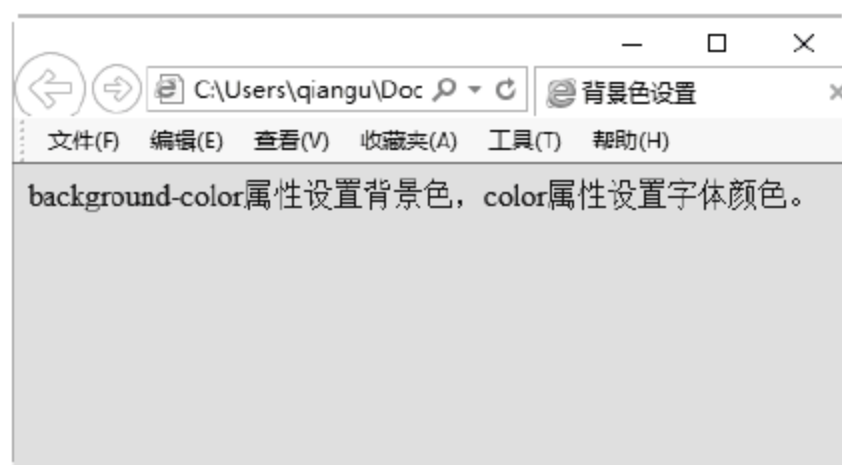 C:\Users\qiangu\Doc
背景色设置
文件(F) 编辑(E) 查看(V) 收藏夹(A) 工具(T) 帮助(H)
background-color属性设置背景色，color属性设置字体颜色。